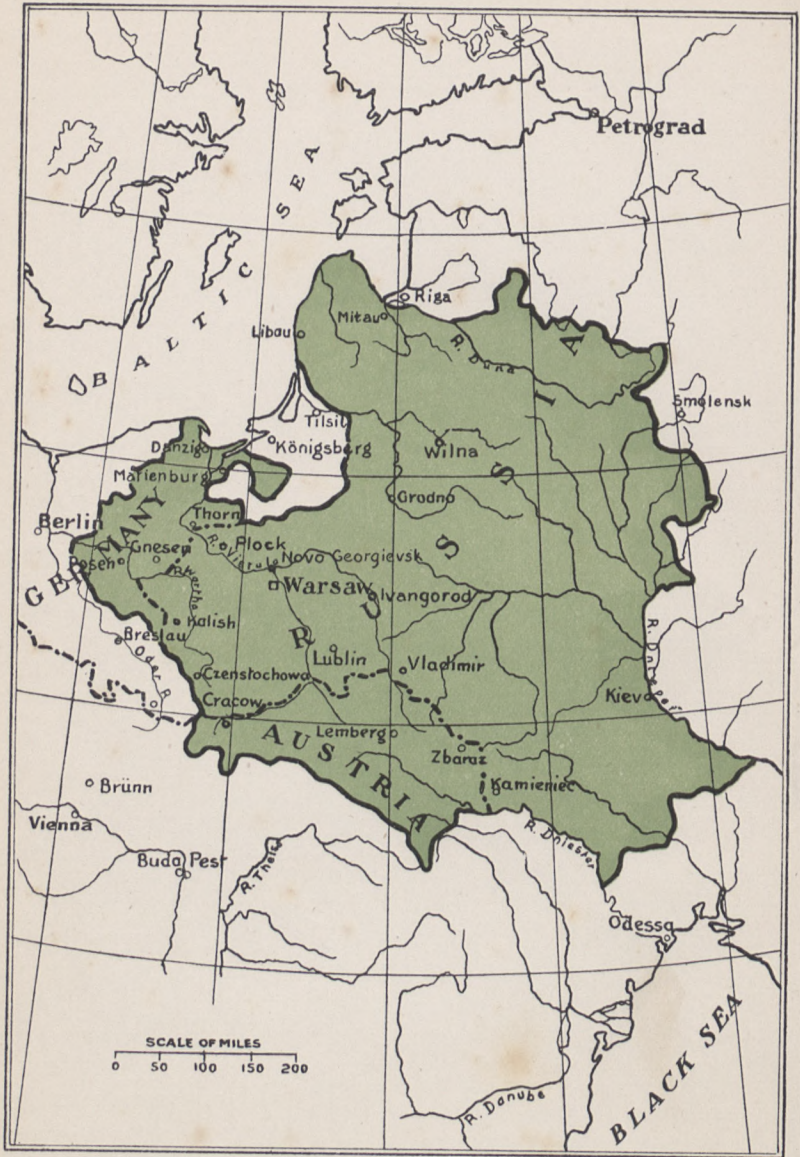 Petrograd
BALTIC SEA
Riga
Mitau
Libau
R. Duna
Smolensk
Tilsit
Königsberg
Wilna
Danzig
Marienburg
Grodno
Thorn
Berlin
GERMANY
Gnesen
Plock
R. Vistula
Novo Georgievsk
Posen
Warsaw
Ivangorod
R. Wartha
Kalish
RUSSIA
Breslau
Oder R.
Lublin
Vladimir
R. Dnieper
Czenstochowa
Cracow
Kiev
AUSTRIA
Lemberg
Zbaraz
Kamieniec
Brünn
Vienna
R. Dniester
Buda Pest
R. Theiss
Odessa
SCALE OF MILES
0 50 100 150 200
R. Danube
BLACK SEA